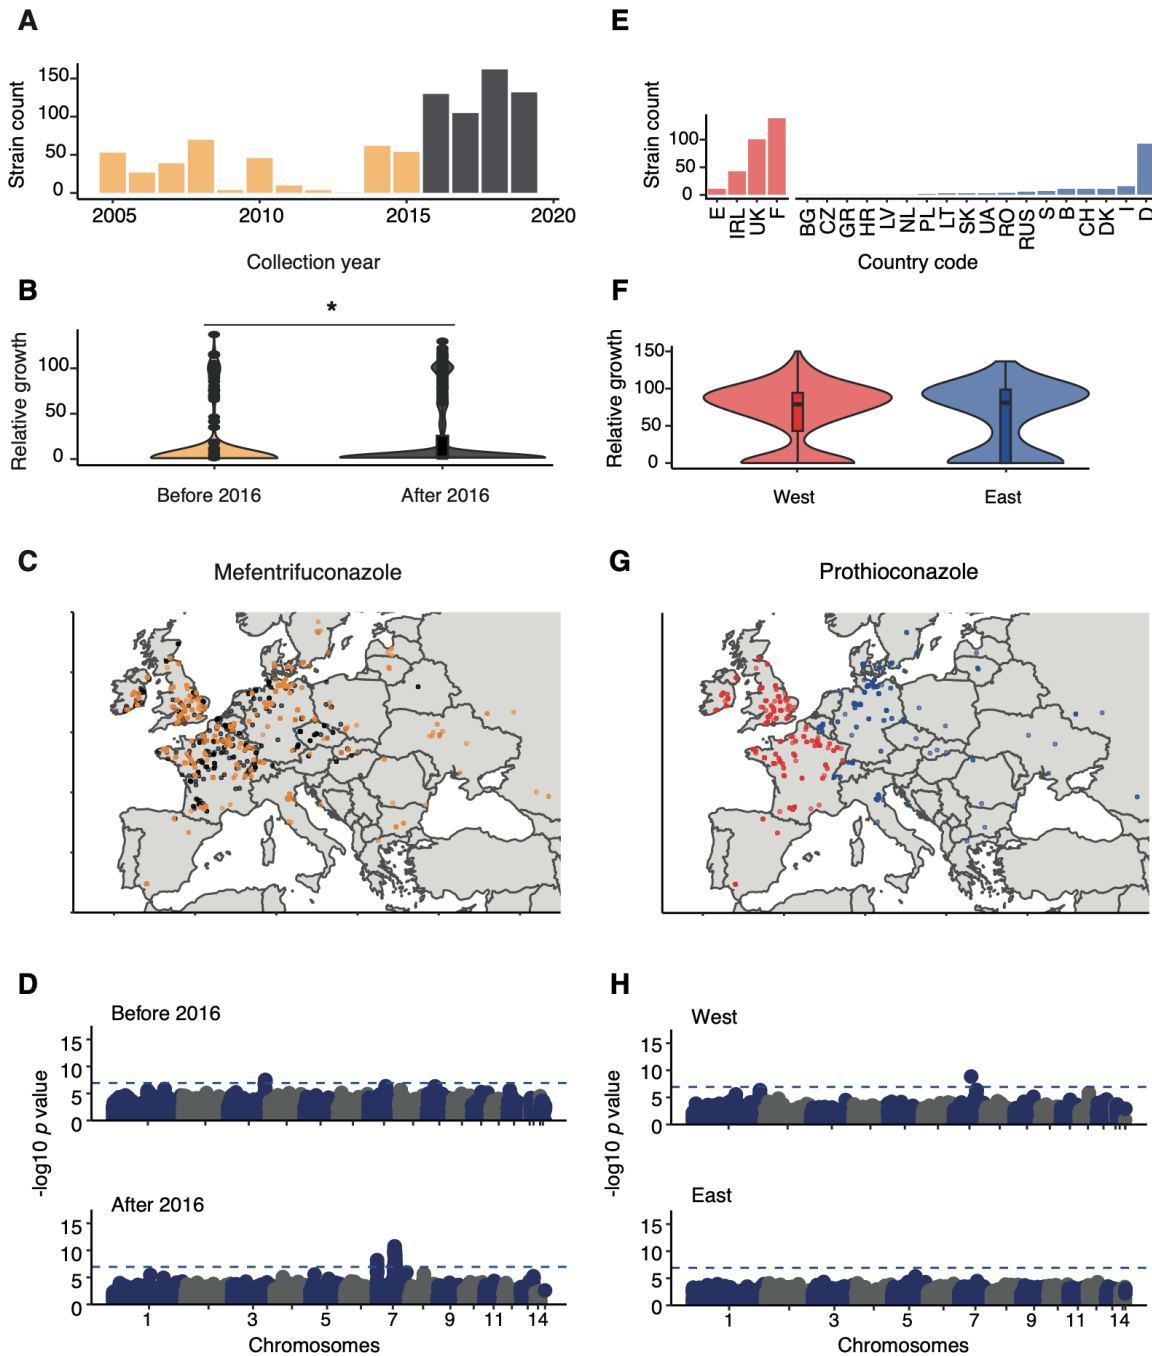 A
Strain count
150
100
50
0
2005
2010
2015
2020
Collection year
B
*
Relative growth
100
50
0
Before 2016
After 2016
C
Mefentrifuconazole
D
-log10 p value
Before 2016
15
10
5
0
After 2016
15
10
5
0
1
3
5
7
9
11
14
Chromosomes
E
Strain count
100
50
0
E
IRL
UK
F
BG
CZ
GR
HR
LV
NL
PL
LT
SK
UA
RO
RUS
S
B
CH
DK
I
D
Country code
F
Relative growth
150
100
50
0
West
East
G
Prothioconazole
H
-log10 p value
West
15
10
5
0
East
15
10
5
0
1
3
5
7
9
11
14
Chromosomes